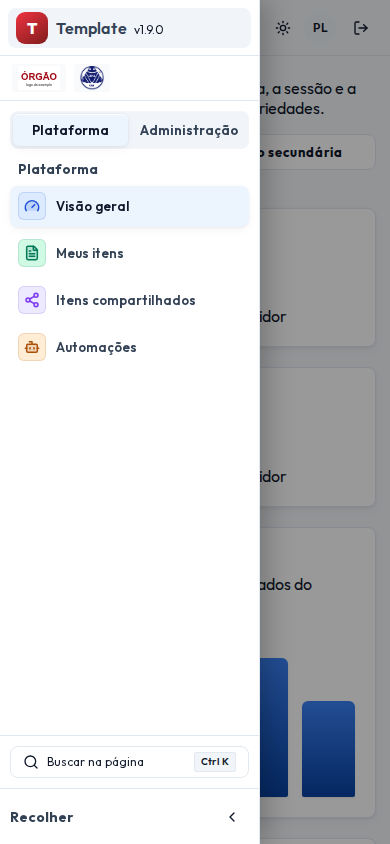 T Template v1.9.0
PL
ÓRGÃO
Plataforma Administração
Plataforma
Visão geral
Meus itens
Itens compartilhados
Automações
Buscar na página Ctrl K
Recolher
a, a sessão e a
riedades.
o secundária
idor
idor
ados do